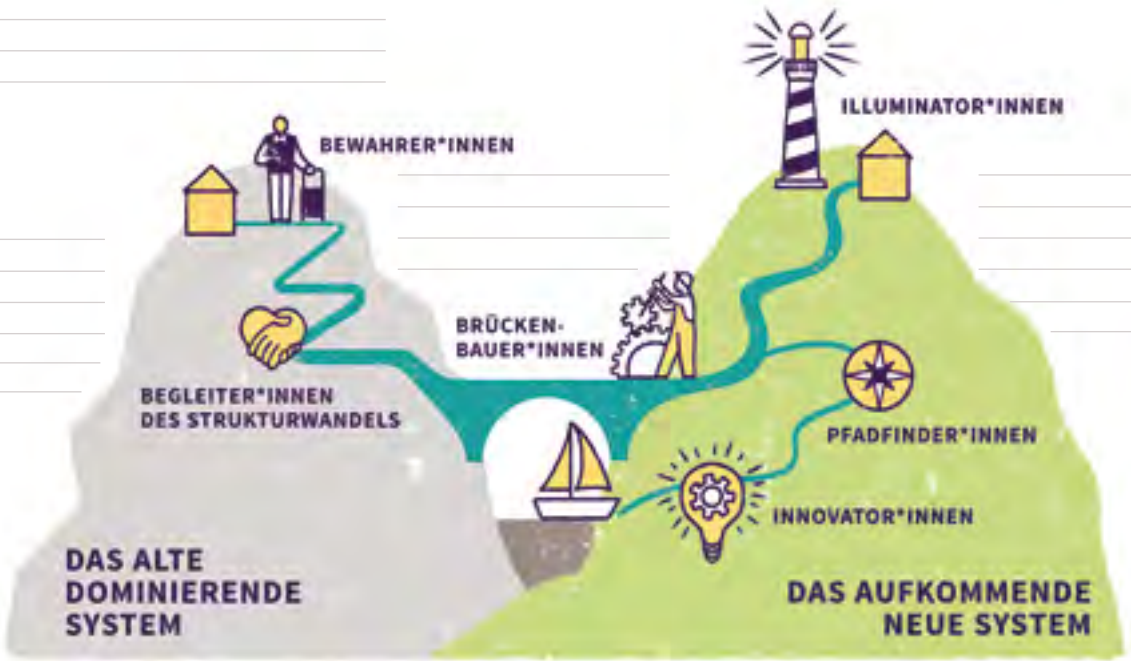 ILLUMINATOR*INNEN
BEWAHRER*INNEN
BRÜCKEN-
BAUER*INNEN
BEGLEITER*INNEN
DES STRUKTURWANDELS
PFADFINDER*INNEN
INNOVATOR*INNEN
DAS ALTE
DOMINIERENDE
SYSTEM
DAS AUFKOMMENDE
NEUE SYSTEM